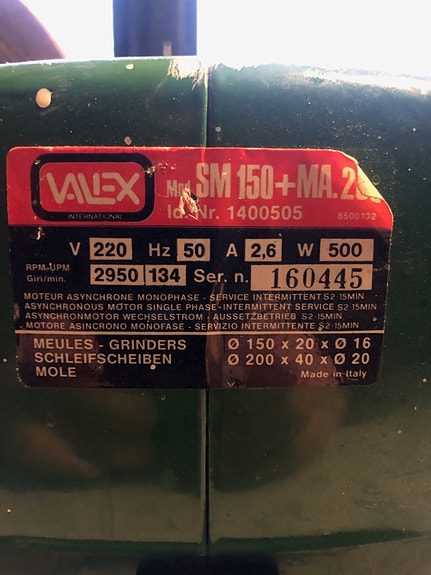 VALEX
INTERNATIONAL
Mod. SM 150+MA.2
Id. Nr. 1400505
8500132
V 220 Hz 50 A 2,6 W 500
RPM-UPM
Giri/min. 2950 134 Ser. n. 160445
MOTEUR ASYNCHRONE MONOPHASE - SERVICE INTERMITTENT S2-15MIN
ASYNCHRONOUS MOTOR SINGLE PHASE - INTERMITTENT SERVICE S2 15MIN
ASYNCHRONMOTOR WECHSELSTROM - AUSSETZBETRIEB S2-15MIN
MOTORE ASINCRONO MONOFASE - SERVIZIO INTERMITTENTE S2-15MIN
MEULES - GRINDERS Ø 150 x 20 x Ø 16
SCHLEIFSCHEIBEN Ø 200 x 40 x Ø 20
MOLE Made in Italy